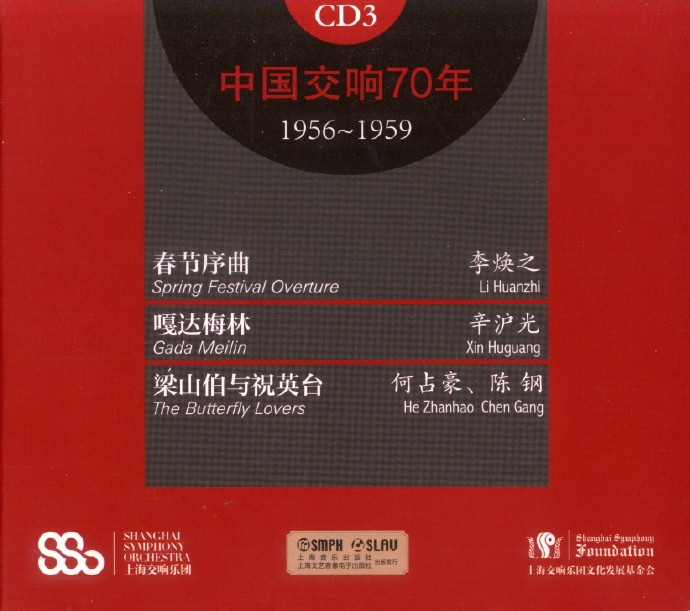 CD3
中国交响70年
1956~1959
春节序曲 李焕之
Spring Festival Overture Li Huanzhi
嘎达梅林 辛沪光
Gada Meilin Xin Huguang
梁山伯与祝英台 何占豪、陈 钢
The Butterfly Lovers He Zhanhao Chen Gang
SSO
SHANGHAI
SYMPHONY
ORCHESTRA
上海交响乐团
SMPH SLAV
上海音乐出版社
上海文艺音像电子出版社 出版发行
Shanghai Symphony
Foundation
上海交响乐团文化发展基金会